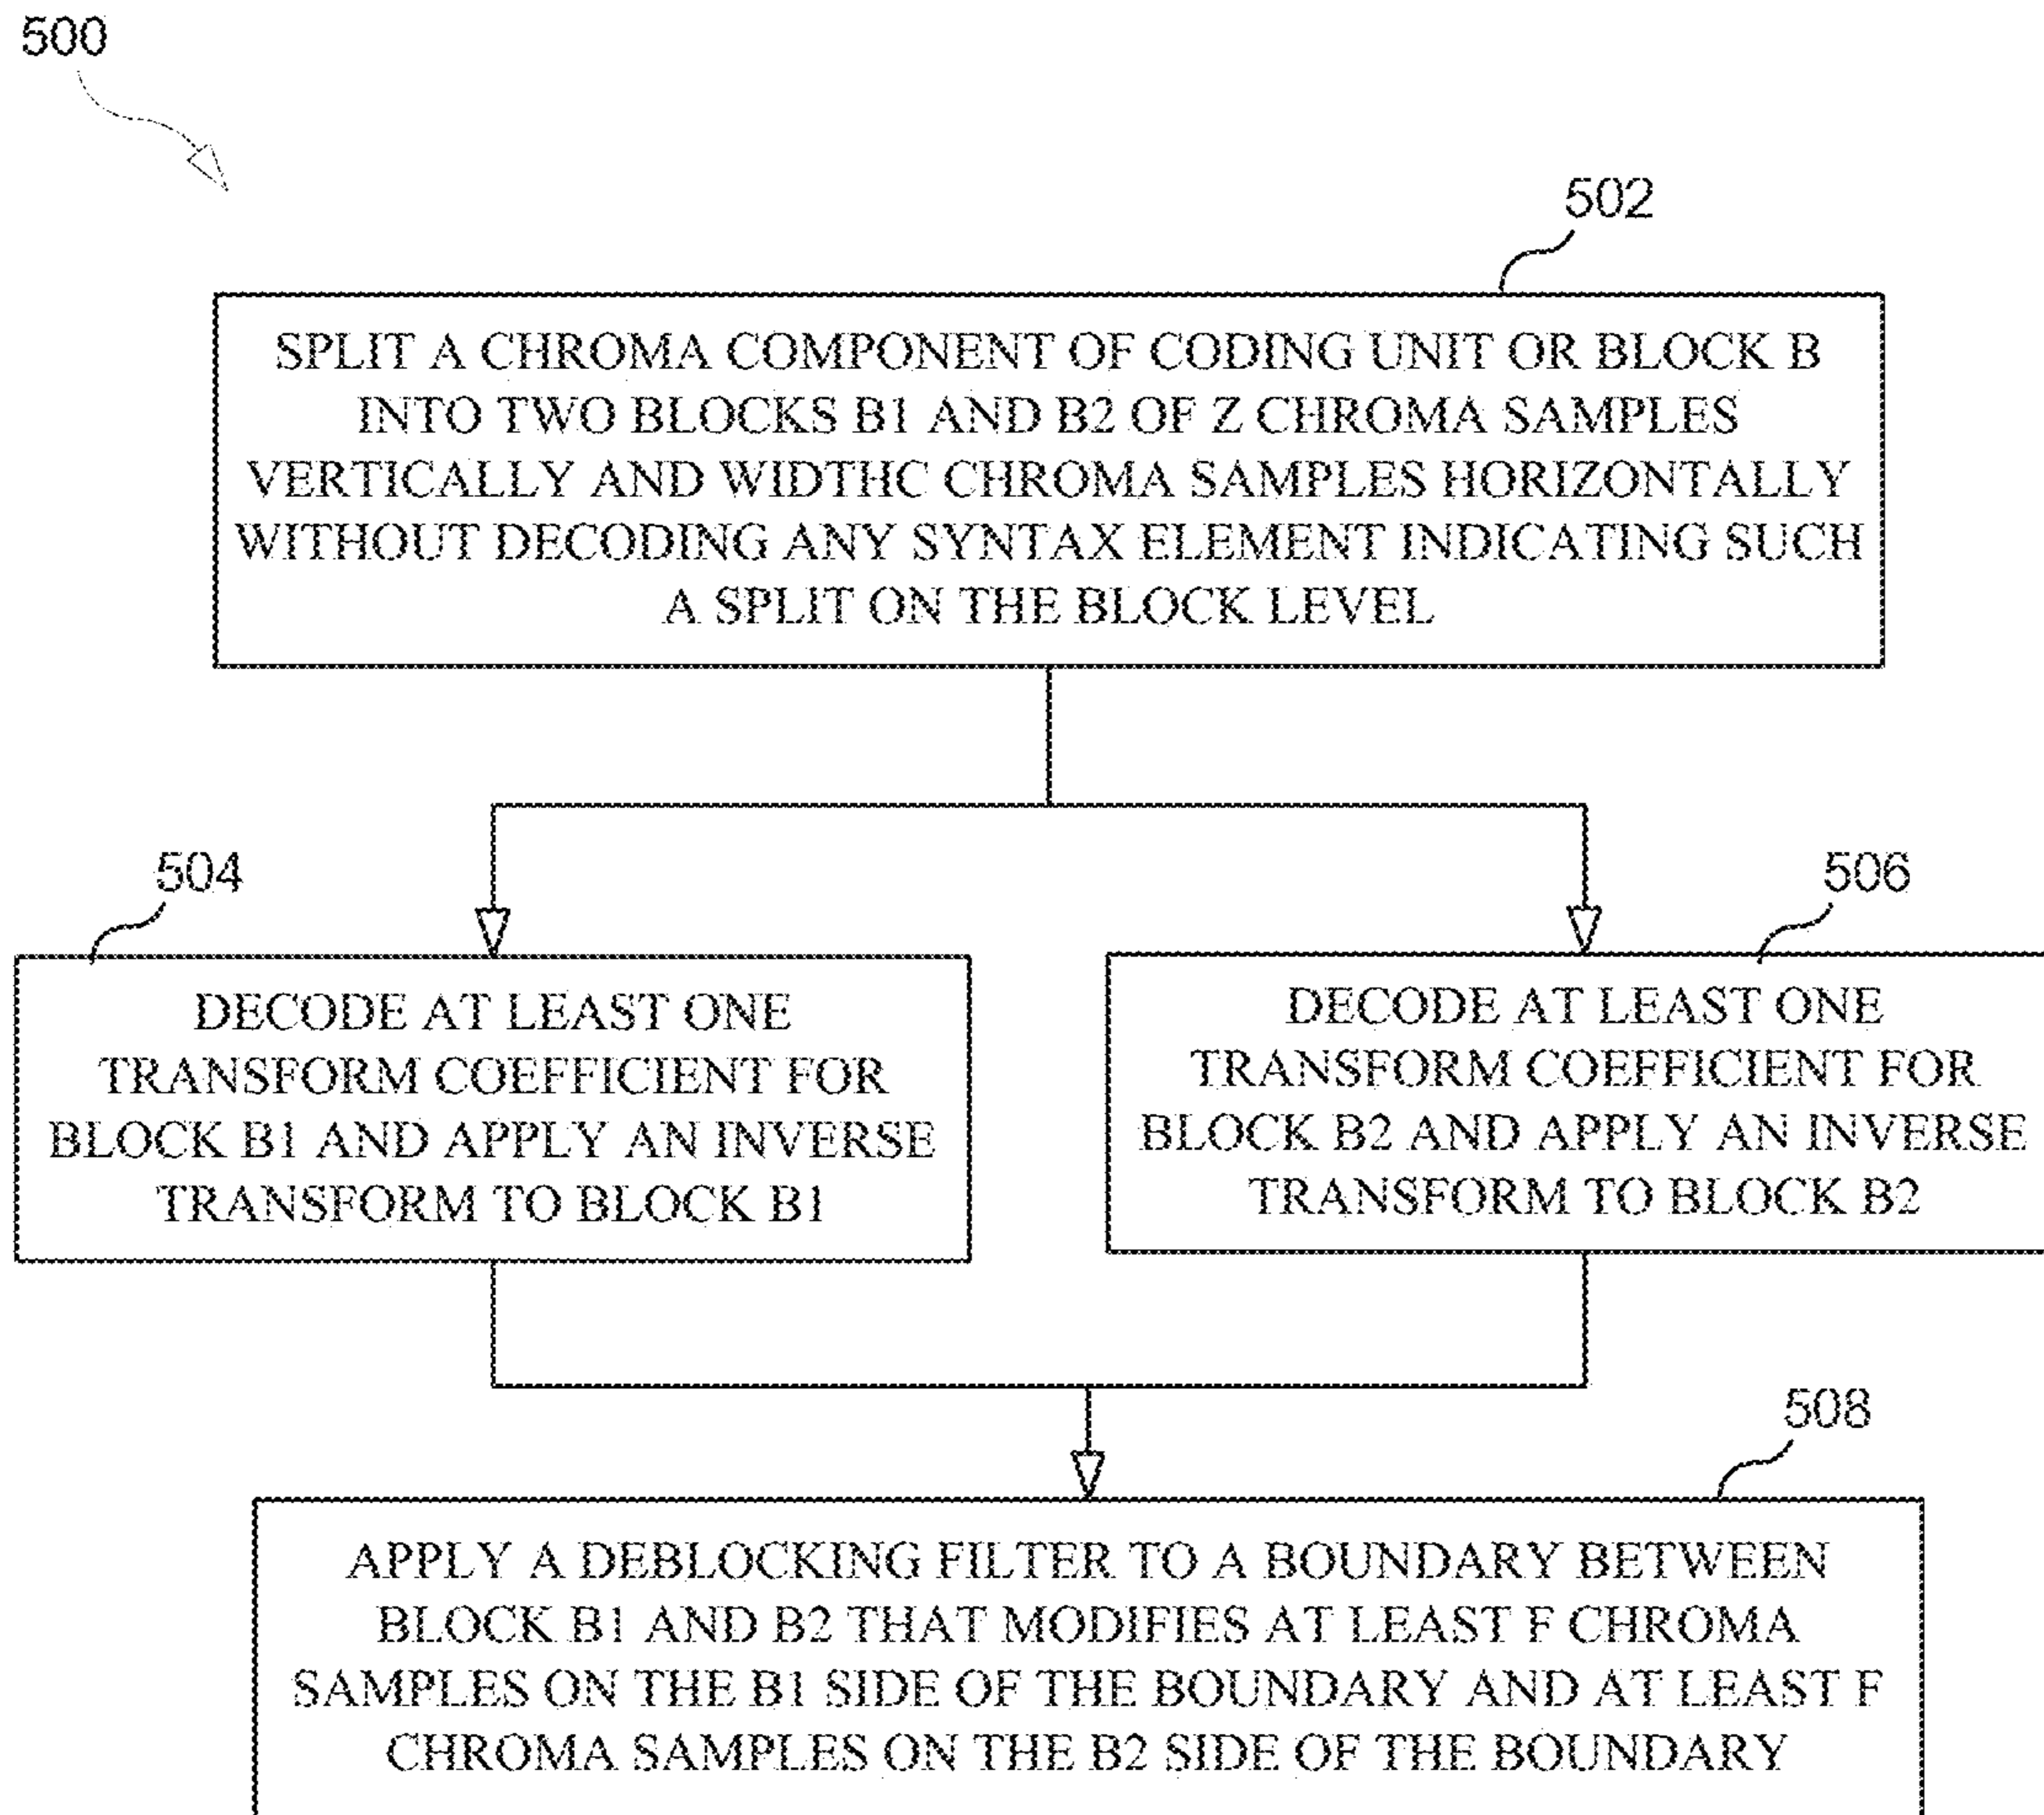 500
502
SPLIT A CHROMA COMPONENT OF CODING UNIT OR BLOCK B
INTO TWO BLOCKS B1 AND B2 OF Z CHROMA SAMPLES
VERTICALLY AND WIDTHC CHROMA SAMPLES HORIZONTALLY
WITHOUT DECODING ANY SYNTAX ELEMENT INDICATING SUCH
A SPLIT ON THE BLOCK LEVEL
504
DECODE AT LEAST ONE
TRANSFORM COEFFICIENT FOR
BLOCK B1 AND APPLY AN INVERSE
TRANSFORM TO BLOCK B1
506
DECODE AT LEAST ONE
TRANSFORM COEFFICIENT FOR
BLOCK B2 AND APPLY AN INVERSE
TRANSFORM TO BLOCK B2
508
APPLY A DEBLOCKING FILTER TO A BOUNDARY BETWEEN
BLOCK B1 AND B2 THAT MODIFIES AT LEAST F CHROMA
SAMPLES ON THE B1 SIDE OF THE BOUNDARY AND AT LEAST F
CHROMA SAMPLES ON THE B2 SIDE OF THE BOUNDARY